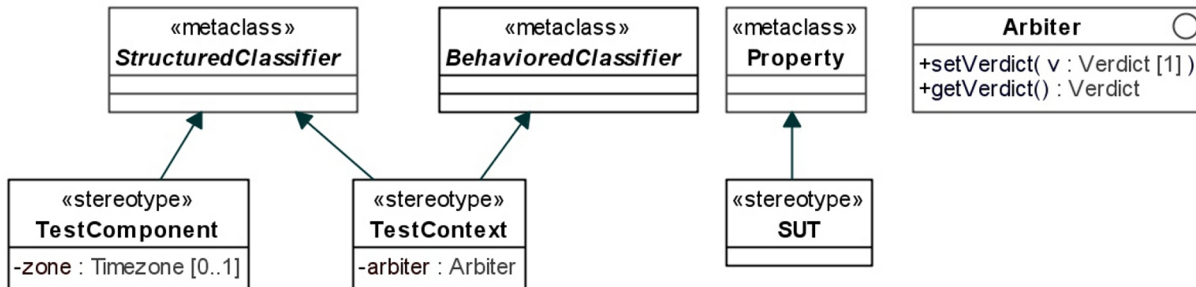 «metaclass»
StructuredClassifier
«metaclass»
BehavioredClassifier
«metaclass»
Property
Arbiter
+setVerdict( v : Verdict [1] )
+getVerdict() : Verdict
«stereotype»
TestComponent
-zone : Timezone [0..1]
«stereotype»
TestContext
-arbiter : Arbiter
«stereotype»
SUT